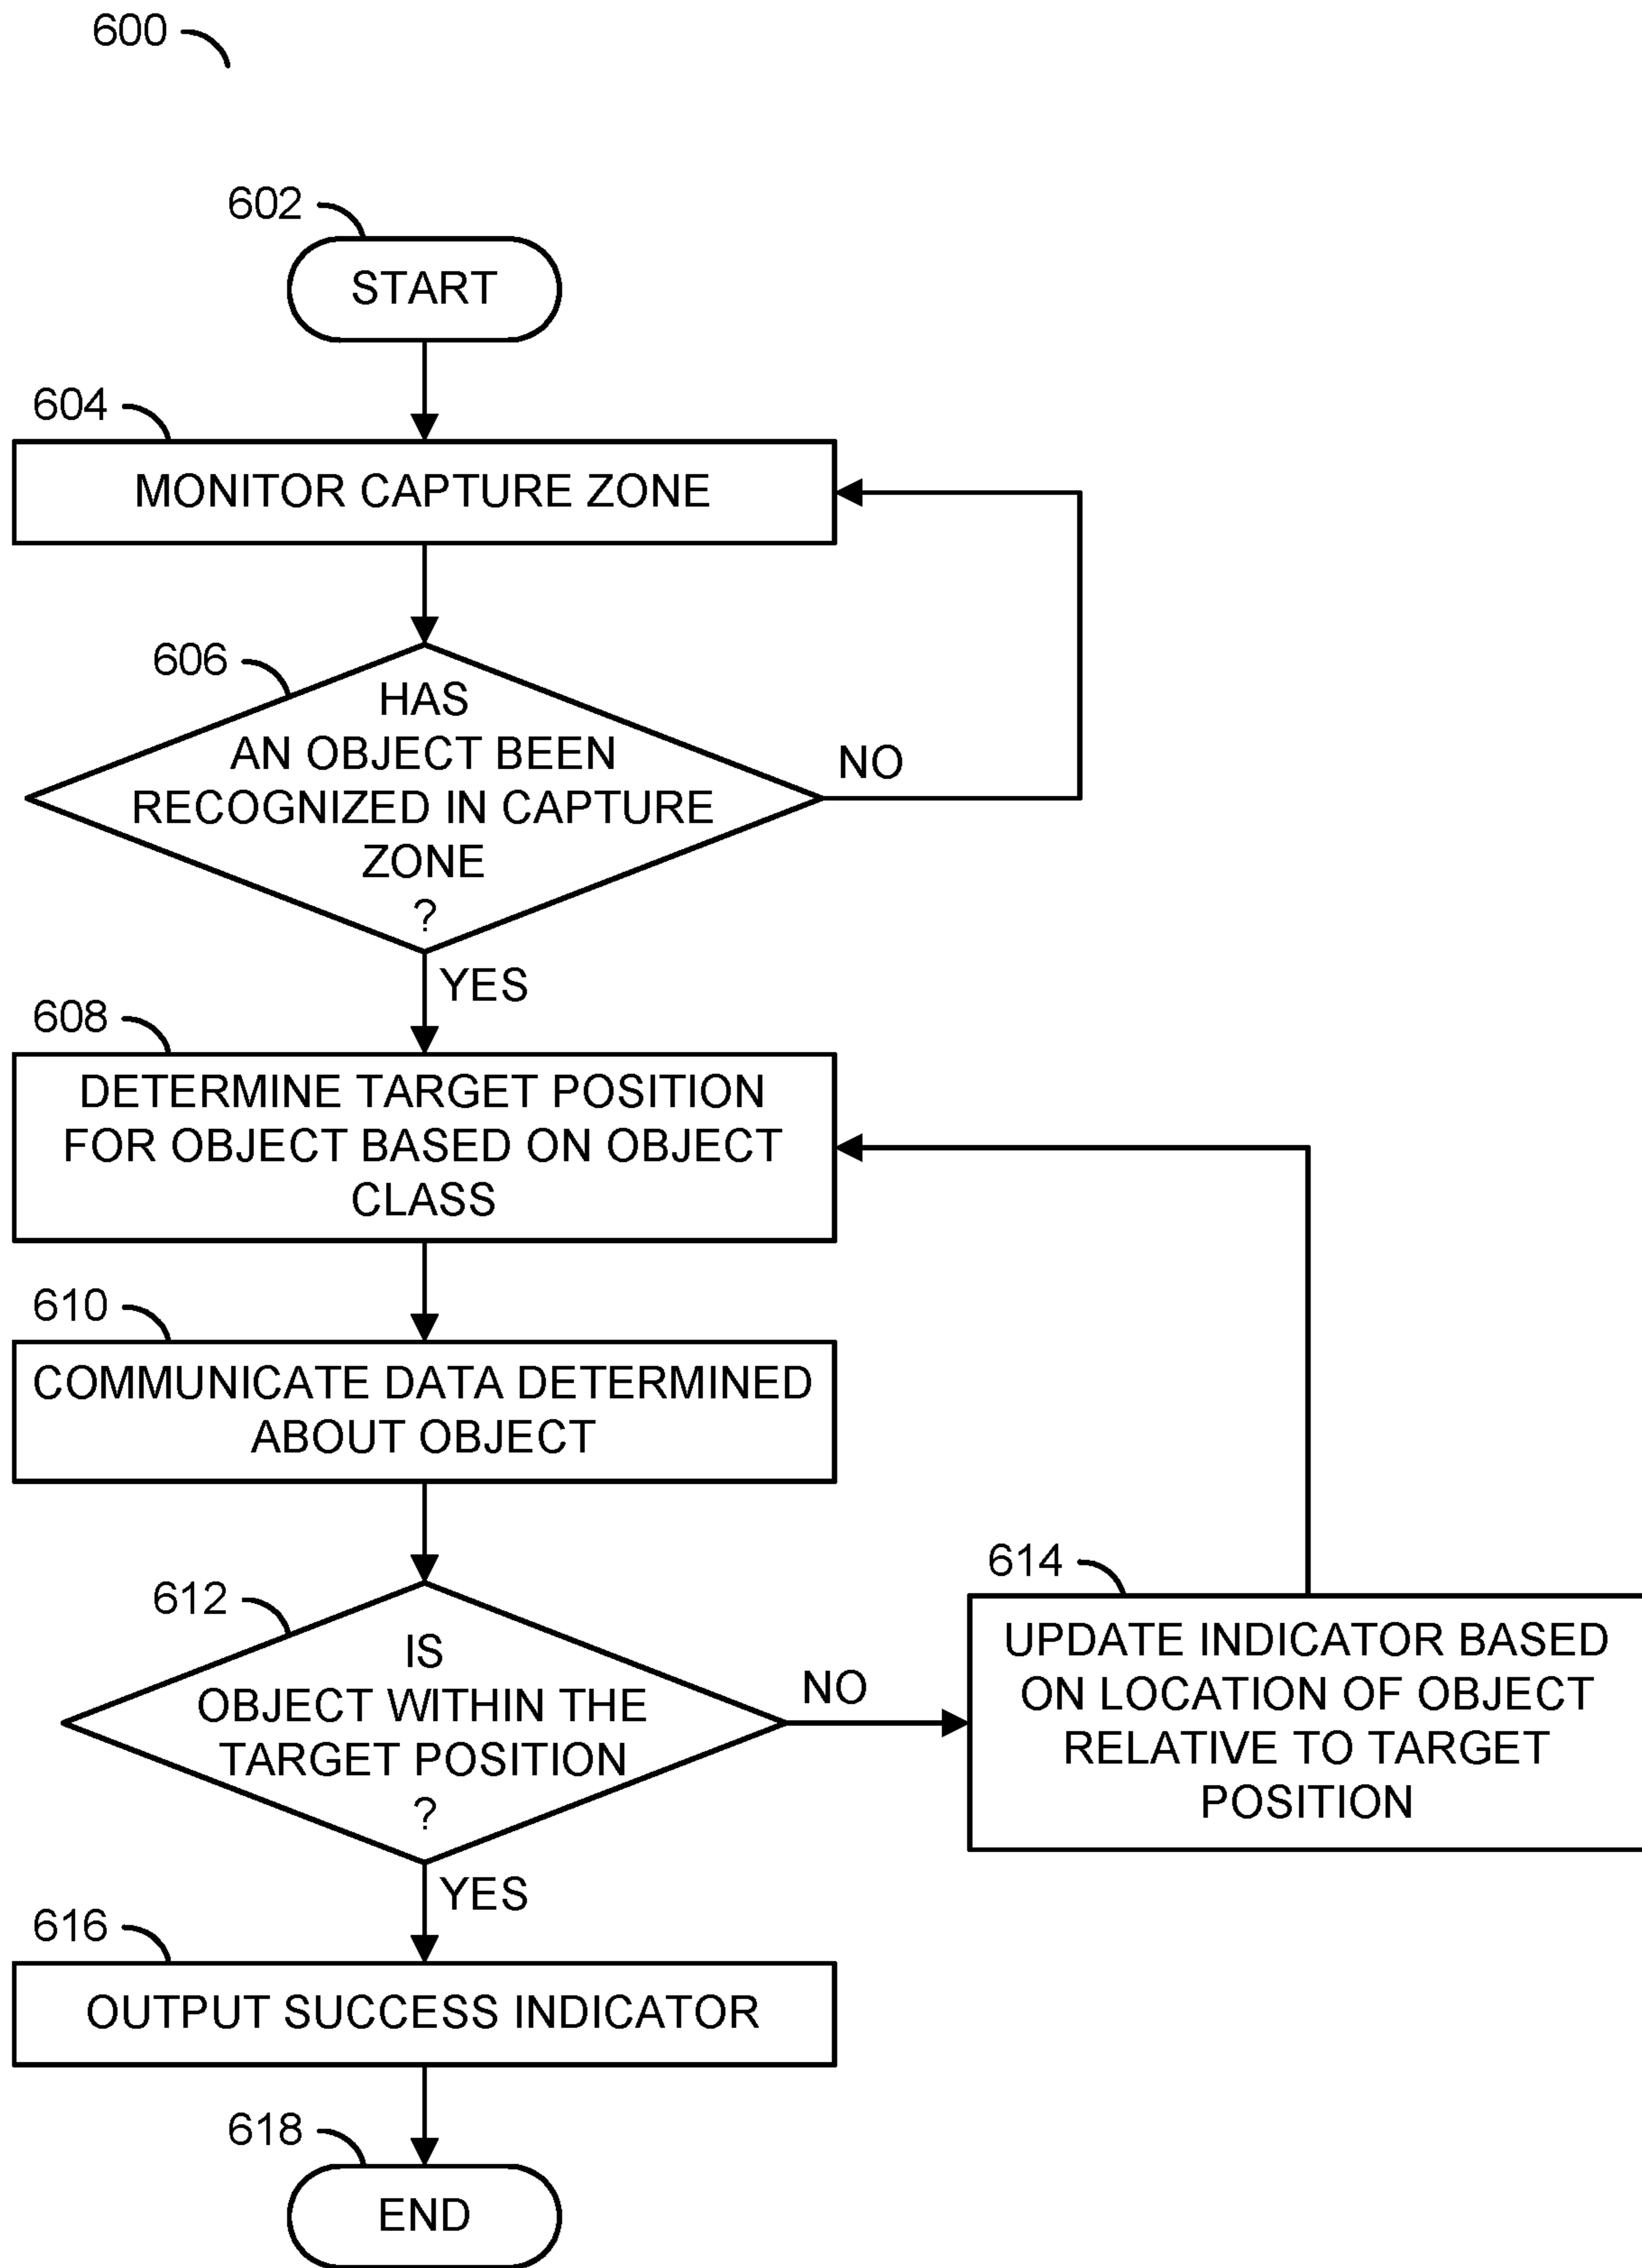 600
602
START
604
MONITOR CAPTURE ZONE
606
HAS
AN OBJECT BEEN
RECOGNIZED IN CAPTURE
ZONE
?
NO
YES
608
DETERMINE TARGET POSITION
FOR OBJECT BASED ON OBJECT
CLASS
610
COMMUNICATE DATA DETERMINED
ABOUT OBJECT
612
IS
OBJECT WITHIN THE
TARGET POSITION
?
NO
614
UPDATE INDICATOR BASED
ON LOCATION OF OBJECT
RELATIVE TO TARGET
POSITION
YES
616
OUTPUT SUCCESS INDICATOR
618
END